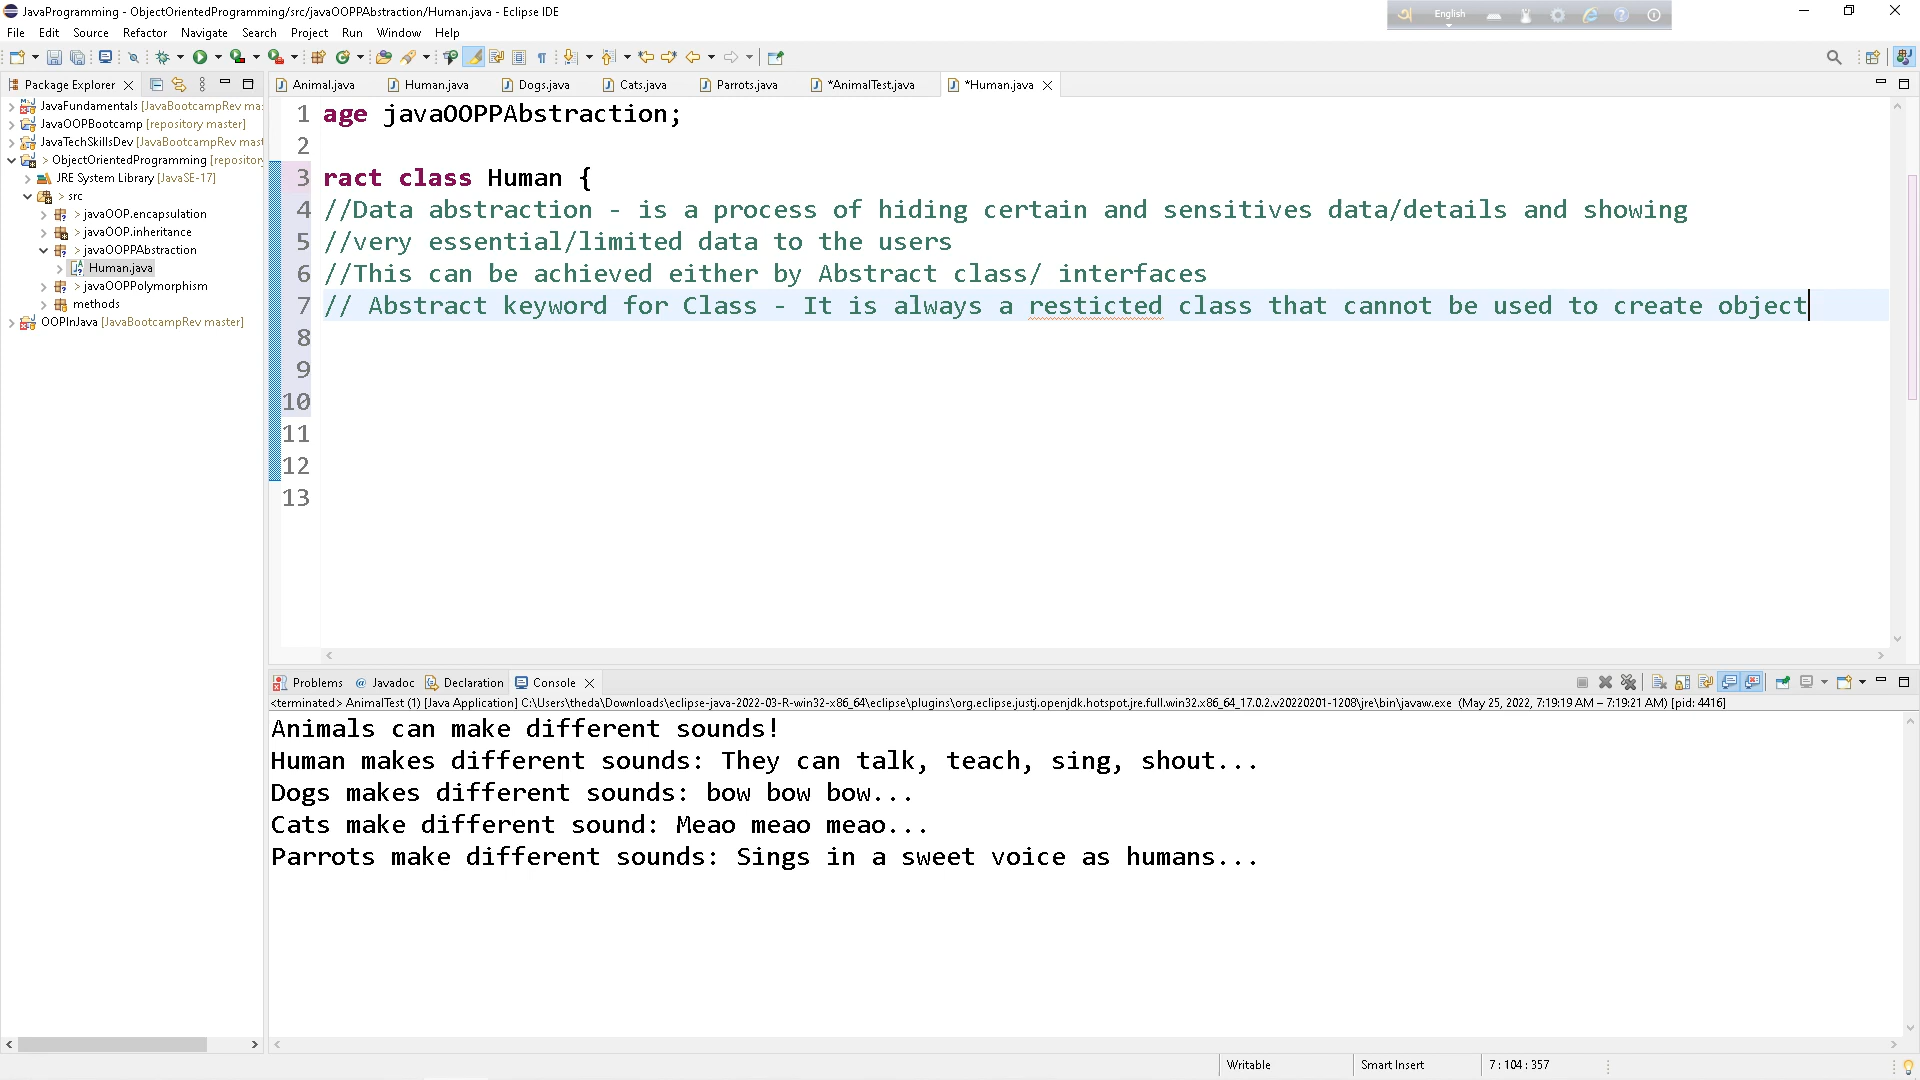 JavaProgramming - ObjectOrientedProgramming/src/javaOOPPAbstraction/Human.java - Eclipse IDE
English
File Edit Source Refactor Navigate Search Project Run Window Help
Package Explorer
Animal.java Human.java Dogs.java Cats.java Parrots.java *AnimalTest.java *Human.java
JavaFundamentals [JavaBootcampRev mas
JavaOOPBootcamp [repository master]
JavaTechSkillsDev [JavaBootcampRev mast
> ObjectOrientedProgramming [repository
JRE System Library [JavaSE-17]
> src
> javaOOP.encapsulation
> javaOOP.inheritance
> javaOOPPAbstraction
Human.java
> javaOOPPolymorphism
methods
OOPInJava [JavaBootcampRev master]
1 age javaOOPPAbstraction;
2
3 ract class Human {
4 //Data abstraction - is a process of hiding certain and sensitives data/details and showing
5 //very essential/limited data to the users
6 //This can be achieved either by Abstract class/ interfaces
7 // Abstract keyword for Class - It is always a resticted class that cannot be used to create object
8
9
10
11
12
13
Problems @ Javadoc Declaration Console
<terminated> AnimalTest (1) [Java Application] C:\Users\theda\Downloads\eclipse-java-2022-03-R-win32-x86_64\eclipse\plugins\org.eclipse.justj.openjdk.hotspot.jre.full.win32.x86_64_17.0.2.v20220201-1208\jre\bin\javaw.exe (May 25, 2022, 7:19:19 AM – 7:19:21 AM) [pid: 4416]
Animals can make different sounds!
Human makes different sounds: They can talk, teach, sing, shout...
Dogs makes different sounds: bow bow bow...
Cats make different sound: Meao meao meao...
Parrots make different sounds: Sings in a sweet voice as humans...
Writable Smart Insert 7 : 104 : 357